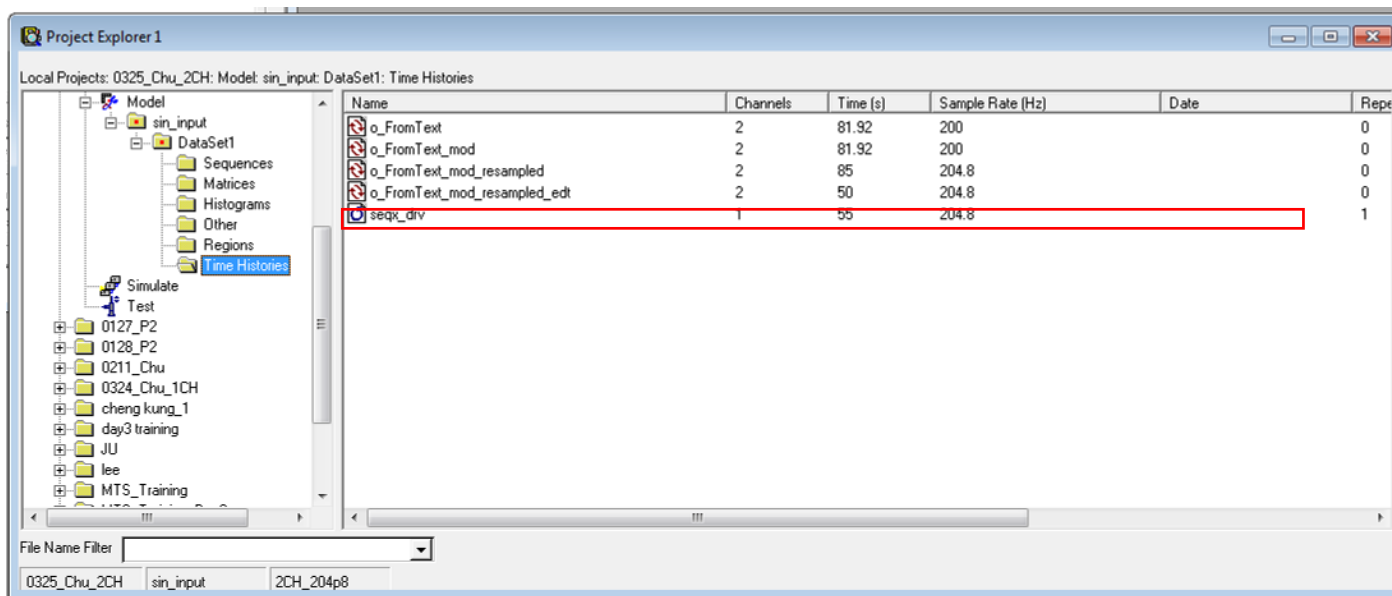 Project Explorer 1
Local Projects: 0325_Chu_2CH: Model: sin_input: DataSet1: Time Histories
Model
sin_input
DataSet1
Sequences
Matrices
Histograms
Other
Regions
Time Histories
Simulate
Test
0127_P2
0128_P2
0211_Chu
0324_Chu_1CH
cheng kung_1
day3 training
JU
lee
MTS_Training
Name Channels Time (s) Sample Rate (Hz) Date Repe
o_FromText 2 81.92 200 0
o_FromText_mod 2 81.92 200 0
o_FromText_mod_resampled 2 85 204.8 0
o_FromText_mod_resampled_edt 2 50 204.8 0
seqx_drv 1 55 204.8 1
File Name Filter
0325_Chu_2CH sin_input 2CH_204p8